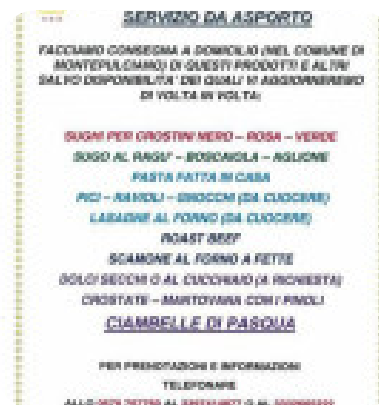 SERVIZIO DA ASPORTO
FACCIAMO CONSEGNA A DOMICILIO (NEL COMUNE DI
MONTEPULCIANO) DI QUESTI PRODOTTI E ALTRI
SALVO DISPONIBILITA' DEI QUALI VI AGGIORNEREMO
DI VOLTA IN VOLTA:
SUGHI PER CROSTINI NERO – ROSA – VERDE
SUGO AL RAGU' – BOSCAIOLA – AGLIONE
PASTA FATTA IN CASA
PICI – RAVIOLI – GNOCCHI (DA CUOCERE)
LASAGNE AL FORNO (DA CUOCERE)
ROAST BEEF
SCAMONE AL FORNO A FETTE
DOLCI SECCHI O AL CUCCHIAIO (A RICHIESTA)
CROSTATE – MANTOVANA CON I PINOLI
CIAMBELLE DI PASQUA
PER PRENOTAZIONI E INFORMAZIONI
TELEFONARE
ALLO